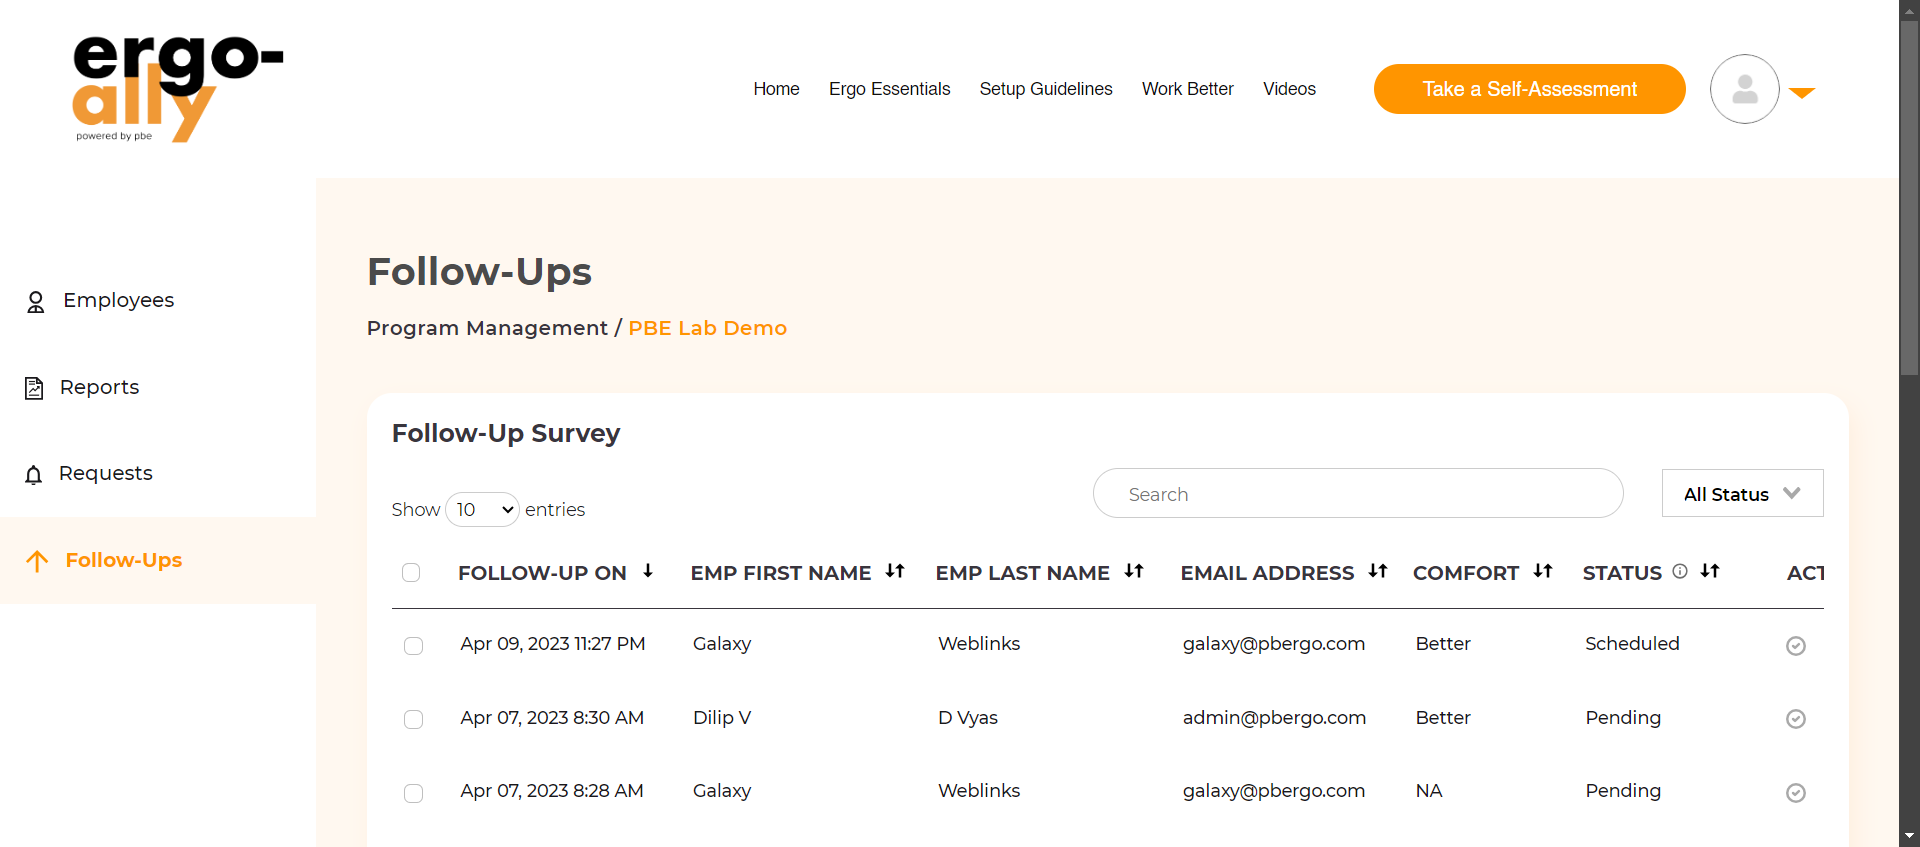 ergo-
ally
powered by pbe
Home Ergo Essentials Setup Guidelines Work Better Videos Take a Self-Assessment
Employees
Reports
Requests
Follow-Ups
Follow-Ups
Program Management / PBE Lab Demo
Follow-Up Survey
Show 10 entries Search All Status
FOLLOW-UP ON EMP FIRST NAME EMP LAST NAME EMAIL ADDRESS COMFORT STATUS ACT
Apr 09, 2023 11:27 PM Galaxy Weblinks galaxy@pbergo.com Better Scheduled
Apr 07, 2023 8:30 AM Dilip V D Vyas admin@pbergo.com Better Pending
Apr 07, 2023 8:28 AM Galaxy Weblinks galaxy@pbergo.com NA Pending